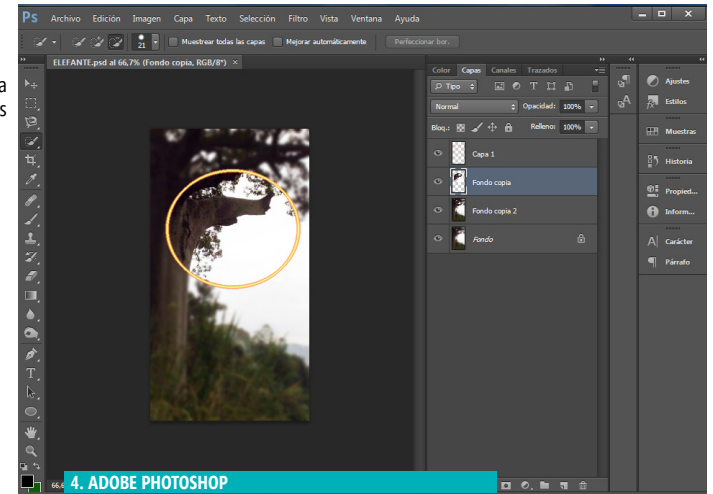 Ps Archivo Edición Imagen Capa Texto Selección Filtro Vista Ventana Ayuda
21 Muestrear todas las capas Mejorar automáticamente Perfeccionar bor.
ELEFANTE.psd al 66,7% (Fondo copia, RGB/8*) ×
a
s
Color Capas Canales Trazados
Tipo
Normal Opacidad: 100%
Bloq.: Relleno: 100%
Capa 1
Fondo copia
Fondo copia 2
Fondo
Ajustes
Estilos
Muestras
Historia
Propied...
Inform...
Carácter
Párrafo
66,6
4. ADOBE PHOTOSHOP